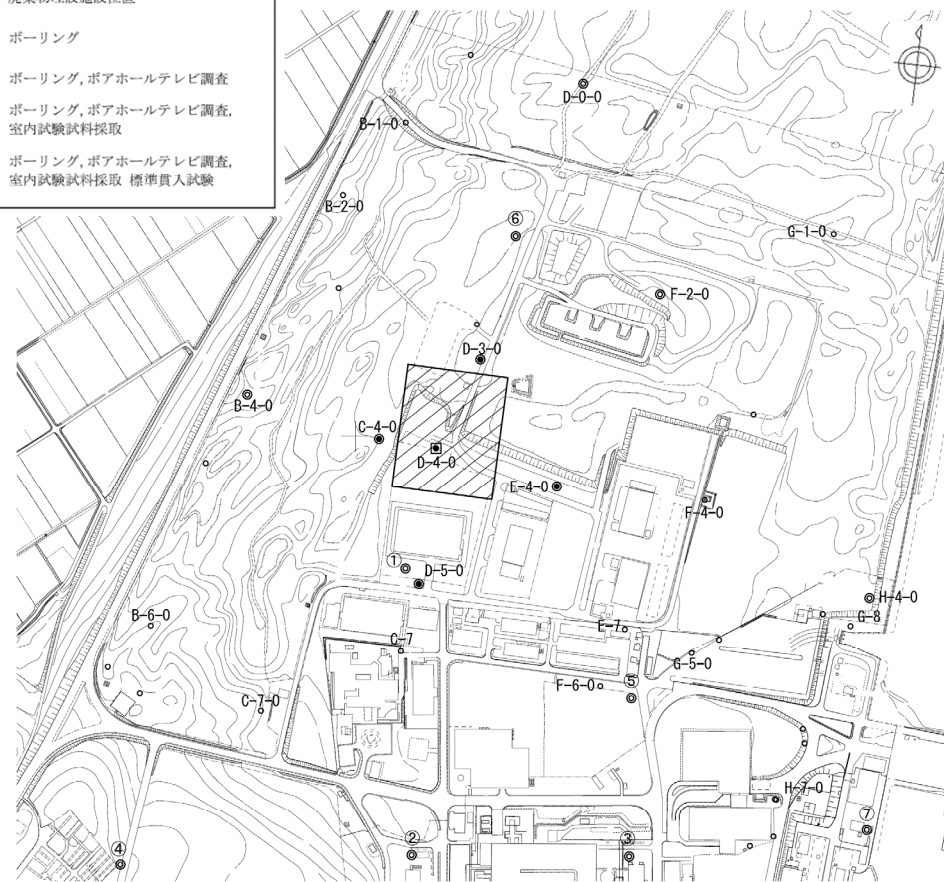 廃棄物埋設施設位置
ボーリング
ボーリング, ボアホールテレビ調査
ボーリング, ボアホールテレビ調査,
室内試験試料採取
ボーリング, ボアホールテレビ調査,
室内試験試料採取 標準貫入試験
D-0-0
B-1-0
B-2-0
⑥
G-1-0
F-2-0
D-3-0
B-4-0
C-4-0
D-4-0
E-4-0
F-4-0
①
D-5-0
H-4-0
B-6-0
G-8
E-7
C-7
G-5-0
⑤
F-6-0
C-7-0
H-7-0
⑦
②
③
④